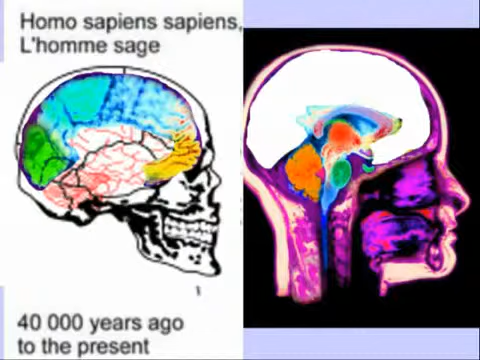 Homo sapiens sapiens,
L'homme sage
40 000 years ago
to the present